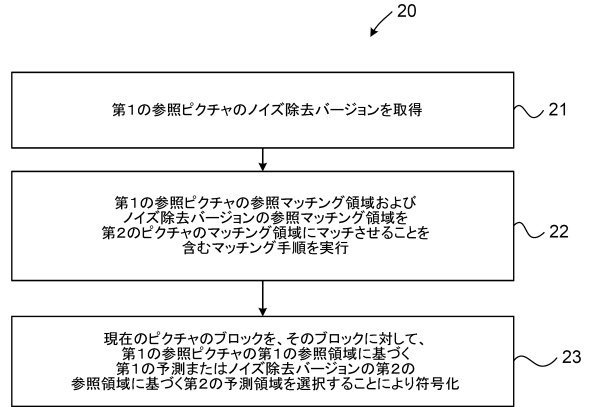 20
第１の参照ピクチャのノイズ除去バージョンを取得
21
第１の参照ピクチャの参照マッチング領域および
ノイズ除去バージョンの参照マッチング領域を
第２のピクチャのマッチング領域にマッチさせることを
含むマッチング手順を実行
22
現在のピクチャのブロックを、そのブロックに対して、
第１の参照ピクチャの第１の参照領域に基づく
第１の予測またはノイズ除去バージョンの第２の
参照領域に基づく第２の予測領域を選択することにより符号化
23